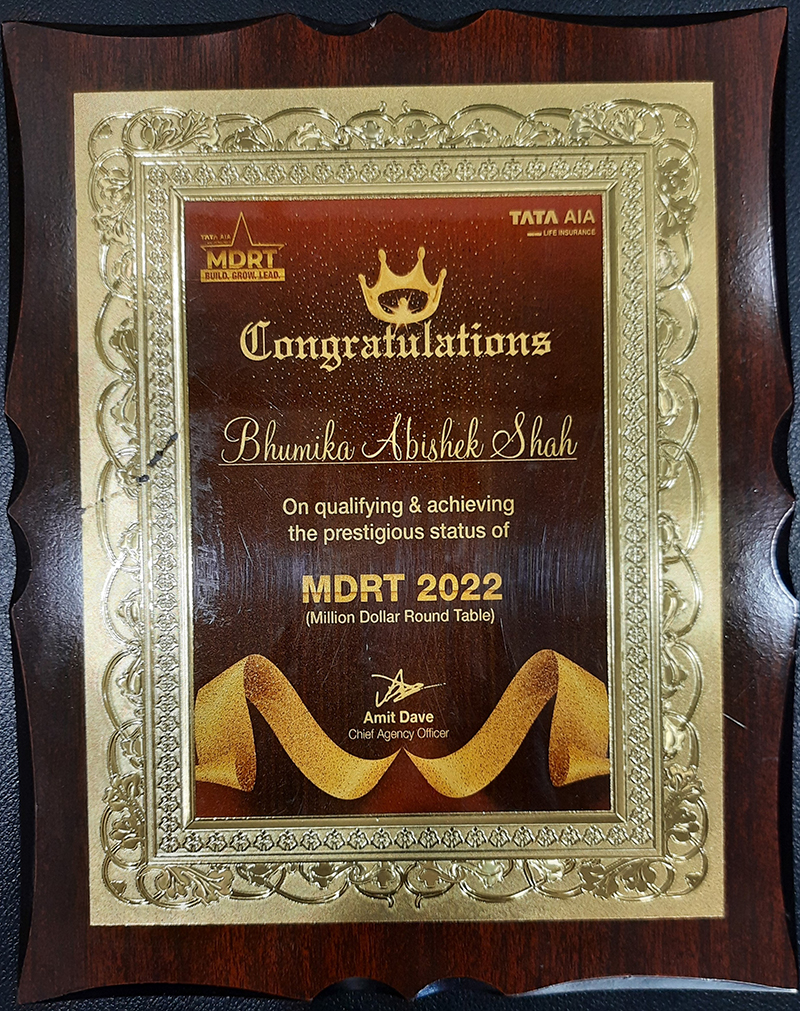 TATA AIA
MDRT
BUILD. GROW. LEAD.
TATA AIA
LIFE INSURANCE
Congratulations
Bhumika Abishek Shah
On qualifying & achieving
the prestigious status of
MDRT 2022
(Million Dollar Round Table)
Amit Dave
Chief Agency Officer